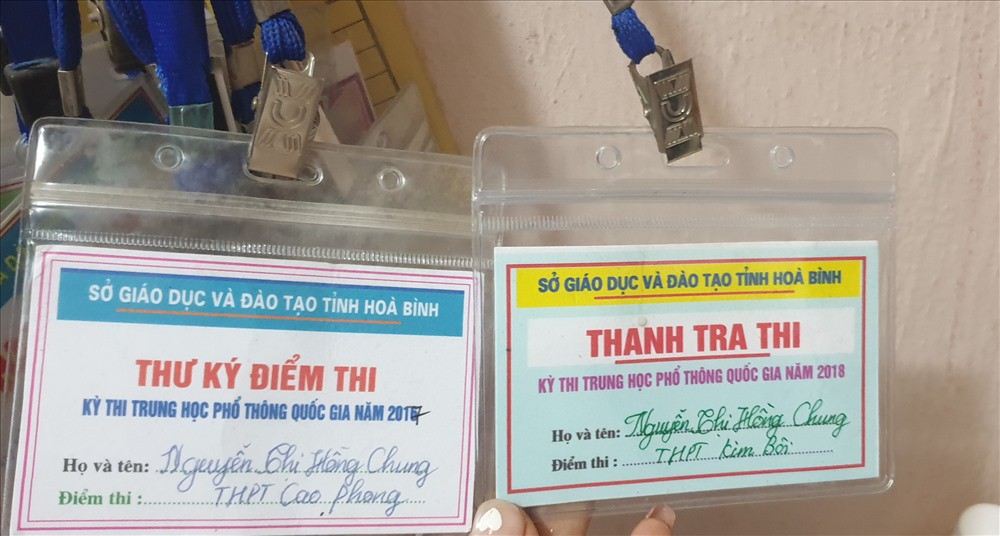 SỞ GIÁO DỤC VÀ ĐÀO TẠO TỈNH HOÀ BÌNH
THƯ KÝ ĐIỂM THI
KỲ THI TRUNG HỌC PHỔ THÔNG QUỐC GIA NĂM 2017
Họ và tên: Nguyễn Thị Hồng Chung
Điểm thi : THPT Cao Phong
SỞ GIÁO DỤC VÀ ĐÀO TẠO TỈNH HOÀ BÌNH
THANH TRA THI
KỲ THI TRUNG HỌC PHỔ THÔNG QUỐC GIA NĂM 2018
Họ và tên: Nguyễn Thị Hồng Chung
Điểm thi : THPT Kim Bôi